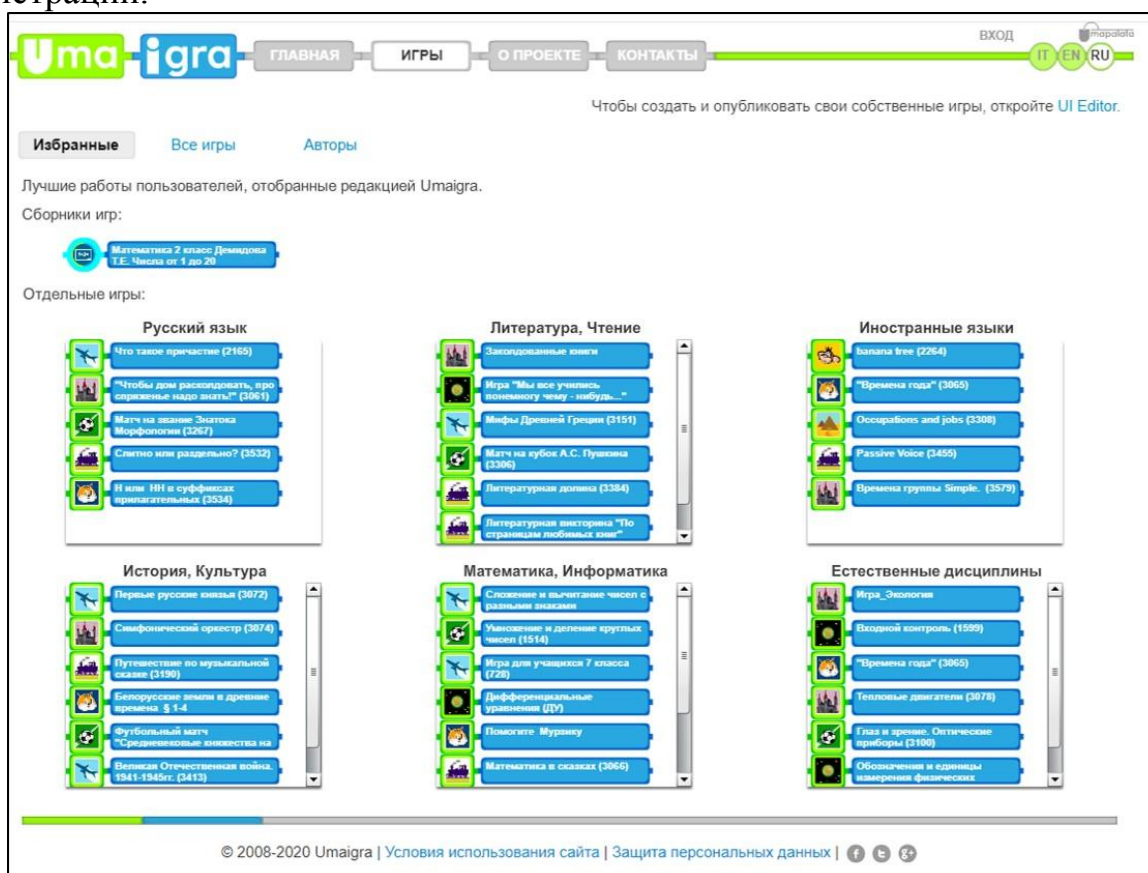 Uma igra ГЛАВНАЯ ИГРЫ О ПРОЕКТЕ КОНТАКТЫ ВХОД mapalata IT EN RU
Чтобы создать и опубликовать свои собственные игры, откройте UI Editor.
Избранные Все игры Авторы
Лучшие работы пользователей, отобранные редакцией Umaigra.
Сборники игр:
Математика 2 класс Демидова
Т.Е. Числа от 1 до 20
Отдельные игры:
Русский язык
Что такое причастие (2165)
"Чтобы дом расколдовать, про
спряженье надо знать!" (3061)
Матч на звание Знатока
Морфологии (3267)
Слитно или раздельно? (3532)
Н или НН в суффиксах
прилагательных (3534)
Литература, Чтение
Заколдованные книги
Игра "Мы все учились
понемногу чему - нибудь..."
Мифы Древней Греции (3151)
Матч на кубок А.С. Пушкина
(3306)
Литературная долина (3384)
Литературная викторина "По
страницам любимых книг"
Иностранные языки
banana tree (2264)
"Времена года" (3065)
Occupations and jobs (3308)
Passive Voice (3455)
Времена группы Simple. (3579)
История, Культура
Первые русские князья (3072)
Симфонический оркестр (3074)
Путешествие по музыкальной
сказке (3190)
Белорусские земли в древние
времена § 1-4
Футбольный матч
"Средневековые княжества на
Великая Отечественная война.
1941-1945гг. (3413)
Математика, Информатика
Сложение и вычитание чисел с
разными знаками
Умножение и деление круглых
чисел (1514)
Игра для учащихся 7 класса
(728)
Дифференциальные
уравнения (ДУ)
Помогите Мурзику
Математика в сказках (3066)
Естественные дисциплины
Игра_Экология
Входной контроль (1599)
"Времена года" (3065)
Тепловые двигатели (3078)
Глаз и зрение. Оптические
приборы (3100)
Обозначения и единицы
измерения физических
© 2008-2020 Umaigra | Условия использования сайта | Защита персональных данных |